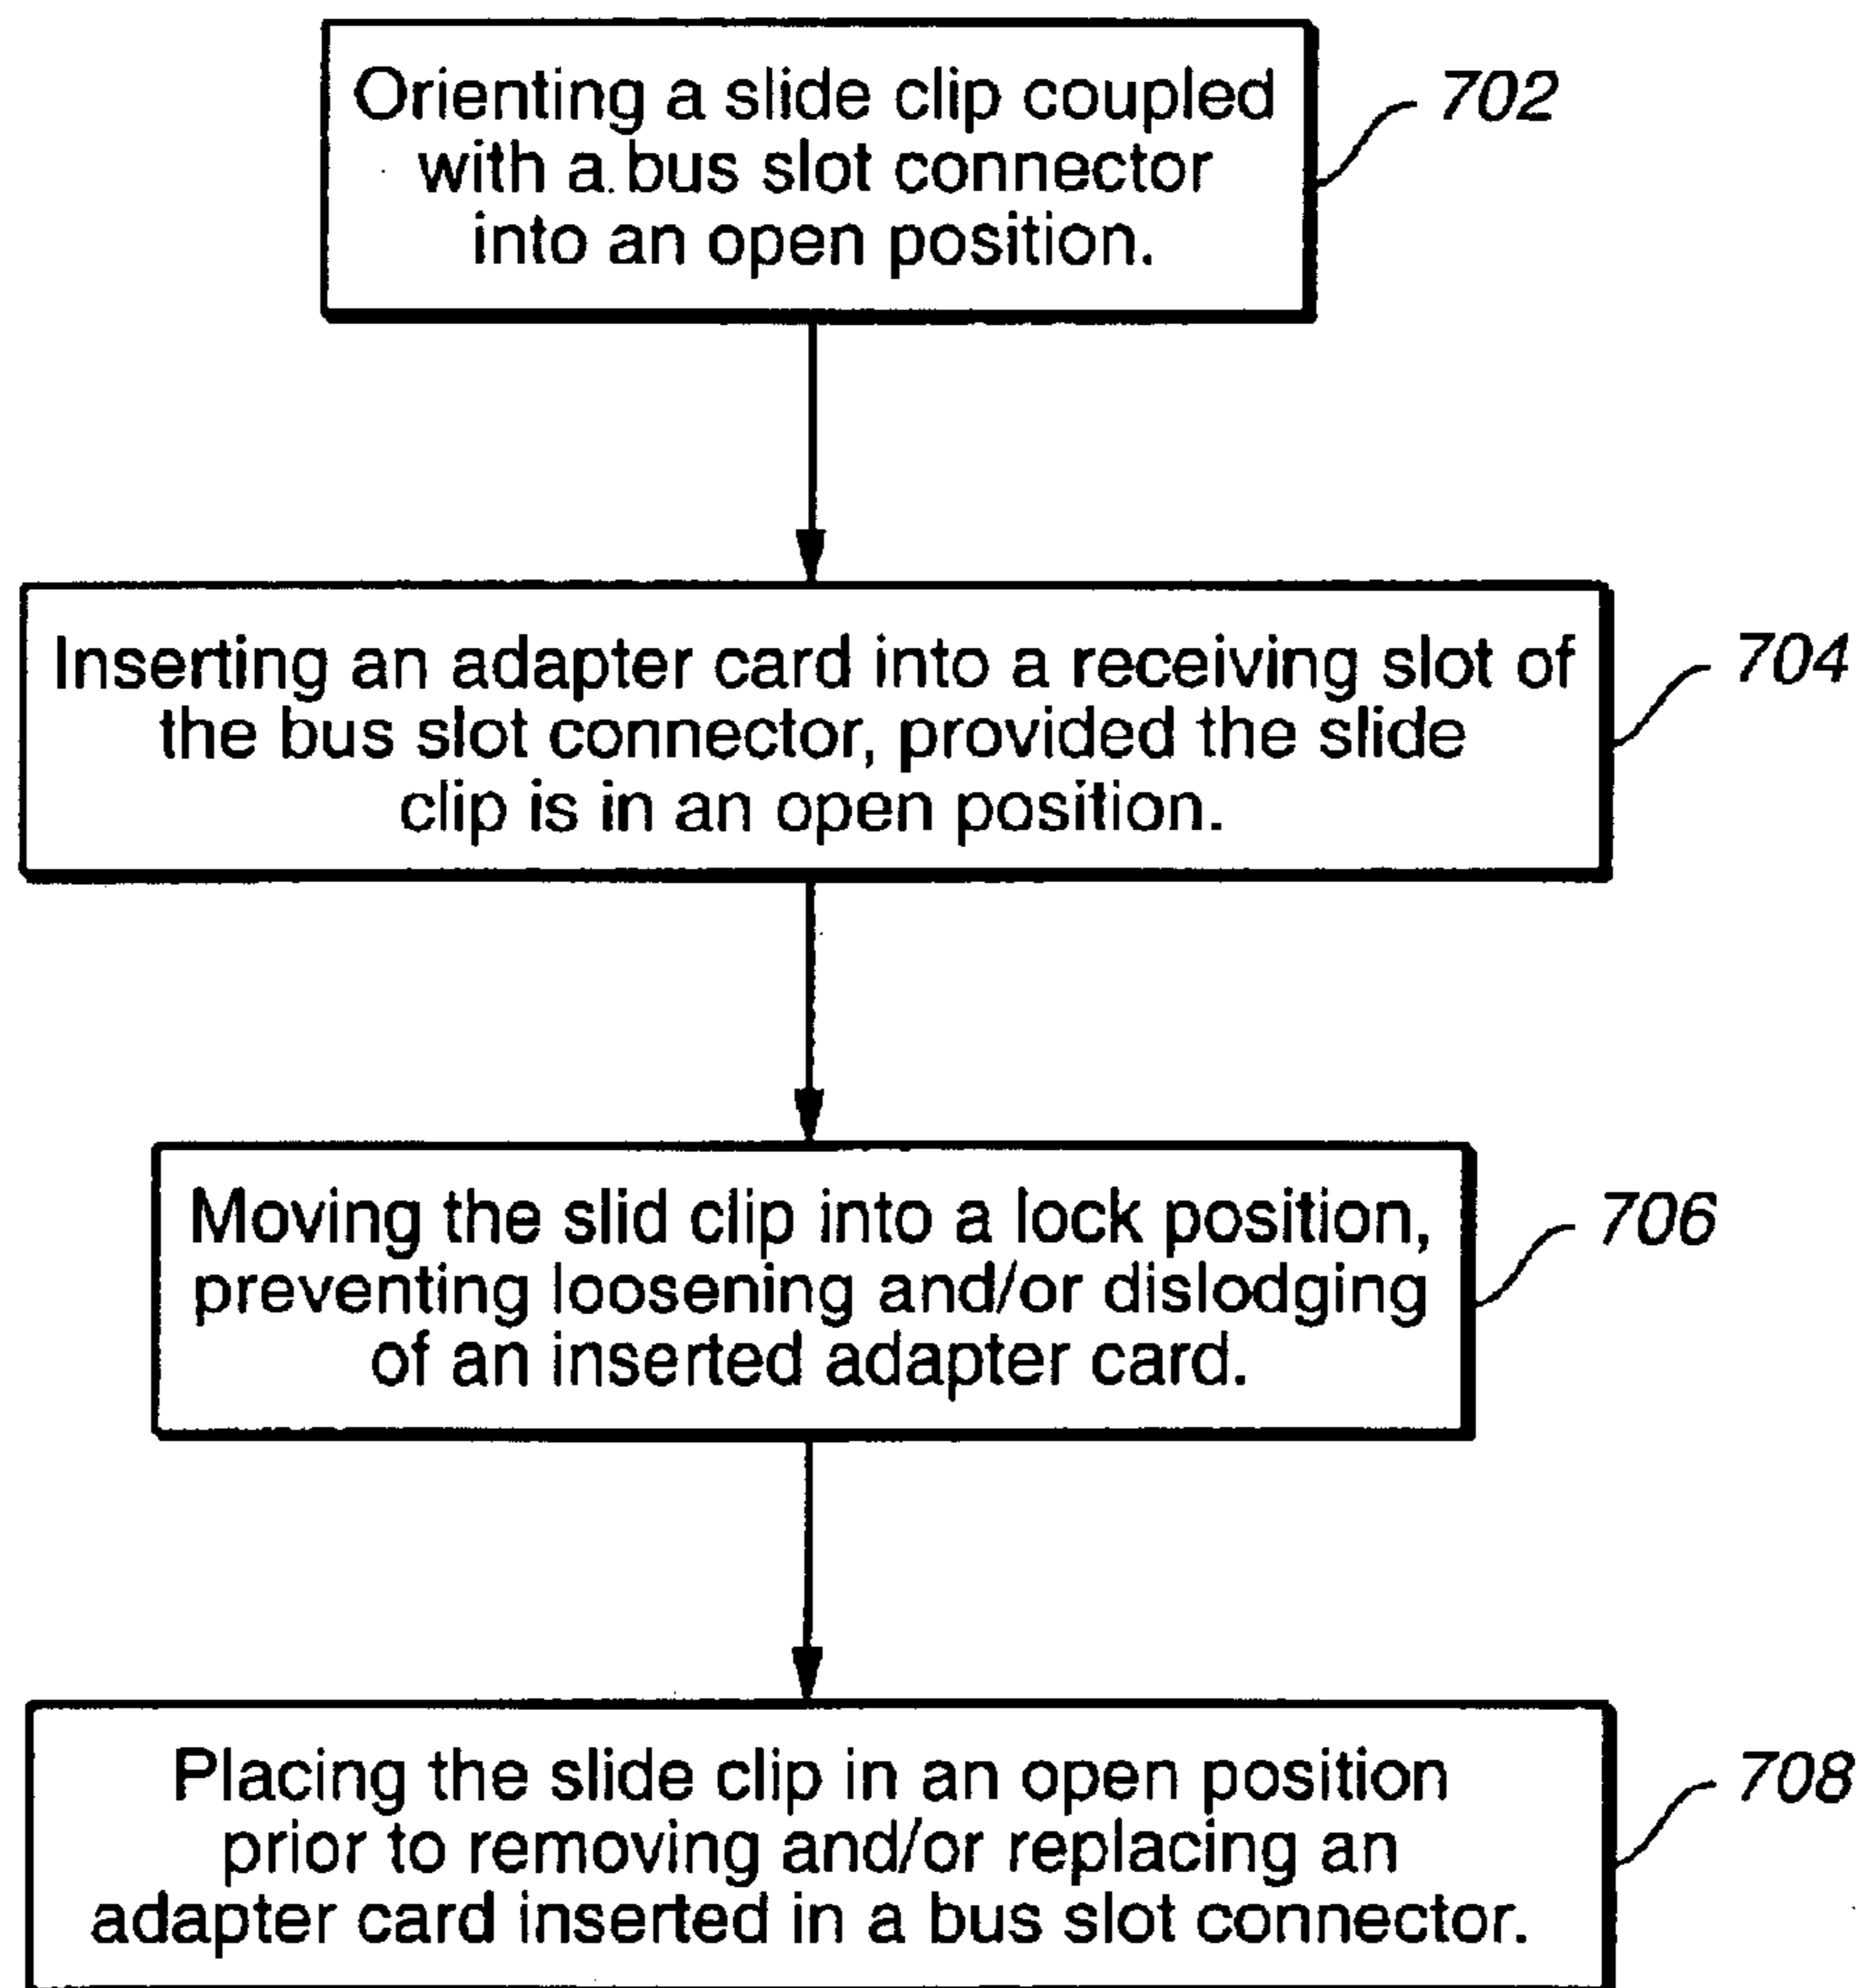 Orienting a slide clip coupled
with a bus slot connector
into an open position.
702
Inserting an adapter card into a receiving slot of
the bus slot connector, provided the slide
clip is in an open position.
704
Moving the slid clip into a lock position,
preventing loosening and/or dislodging
of an inserted adapter card.
706
Placing the slide clip in an open position
prior to removing and/or replacing an
adapter card inserted in a bus slot connector.
708